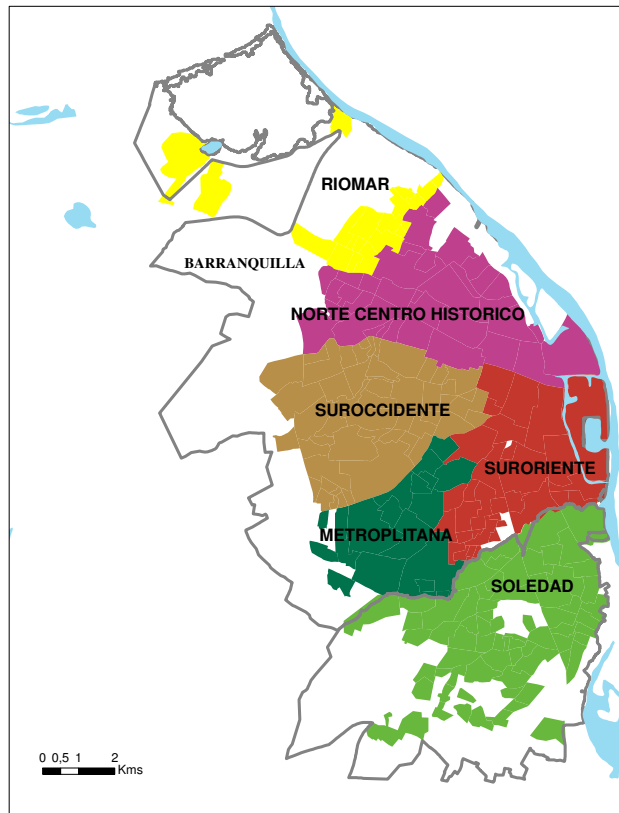 RIOMAR
BARRANQUILLA
NORTE CENTRO HISTORICO
SUROCCIDENTE
SURORIENTE
METROPLITANA
SOLEDAD
0 0,5 1 2
Kms